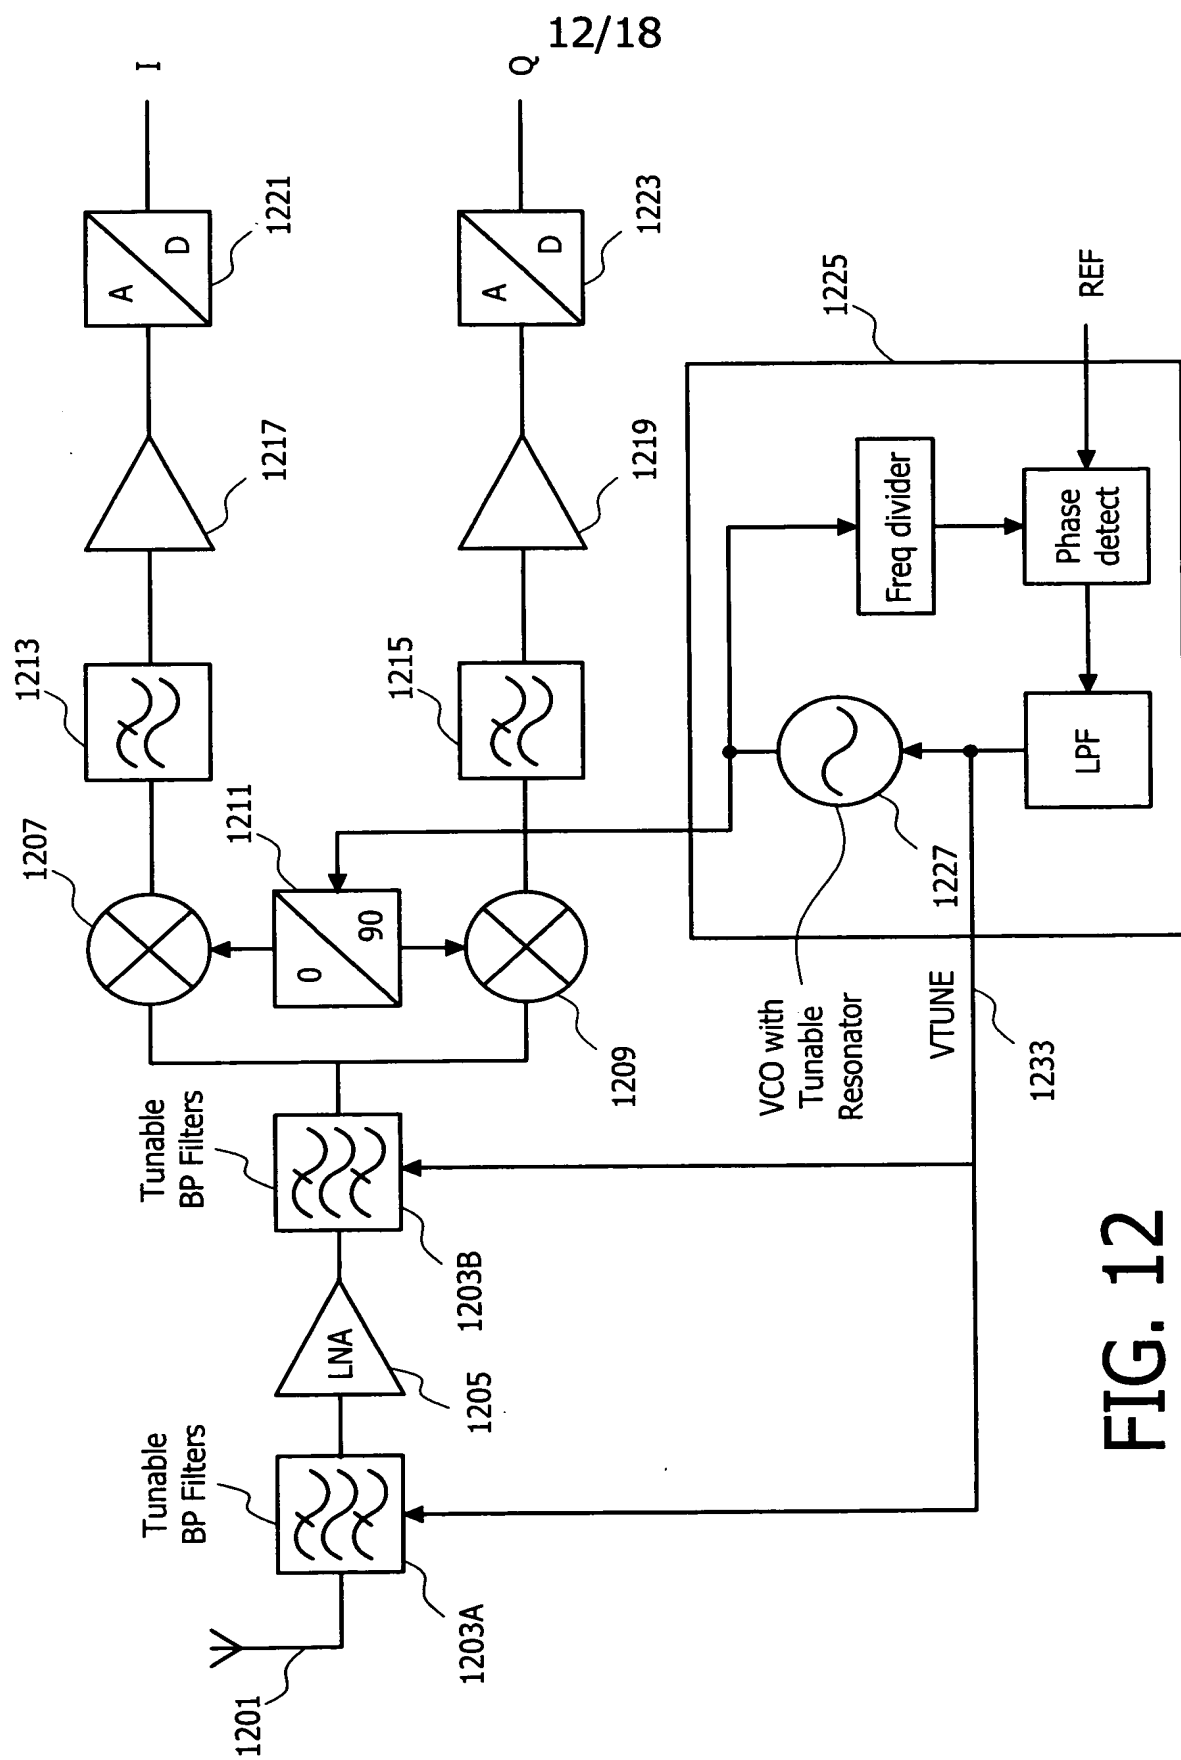 12/18
I
Q
A
D
1221
A
D
1223
1217
1219
1213
1215
1207
0
90
1211
1209
Tunable
BP Filters
1203B
LNA
1205
Tunable
BP Filters
1203A
1201
1225
REF
Freq divider
Phase
detect
LPF
1227
VCO with
Tunable
Resonator
VTUNE
1233
FIG. 12